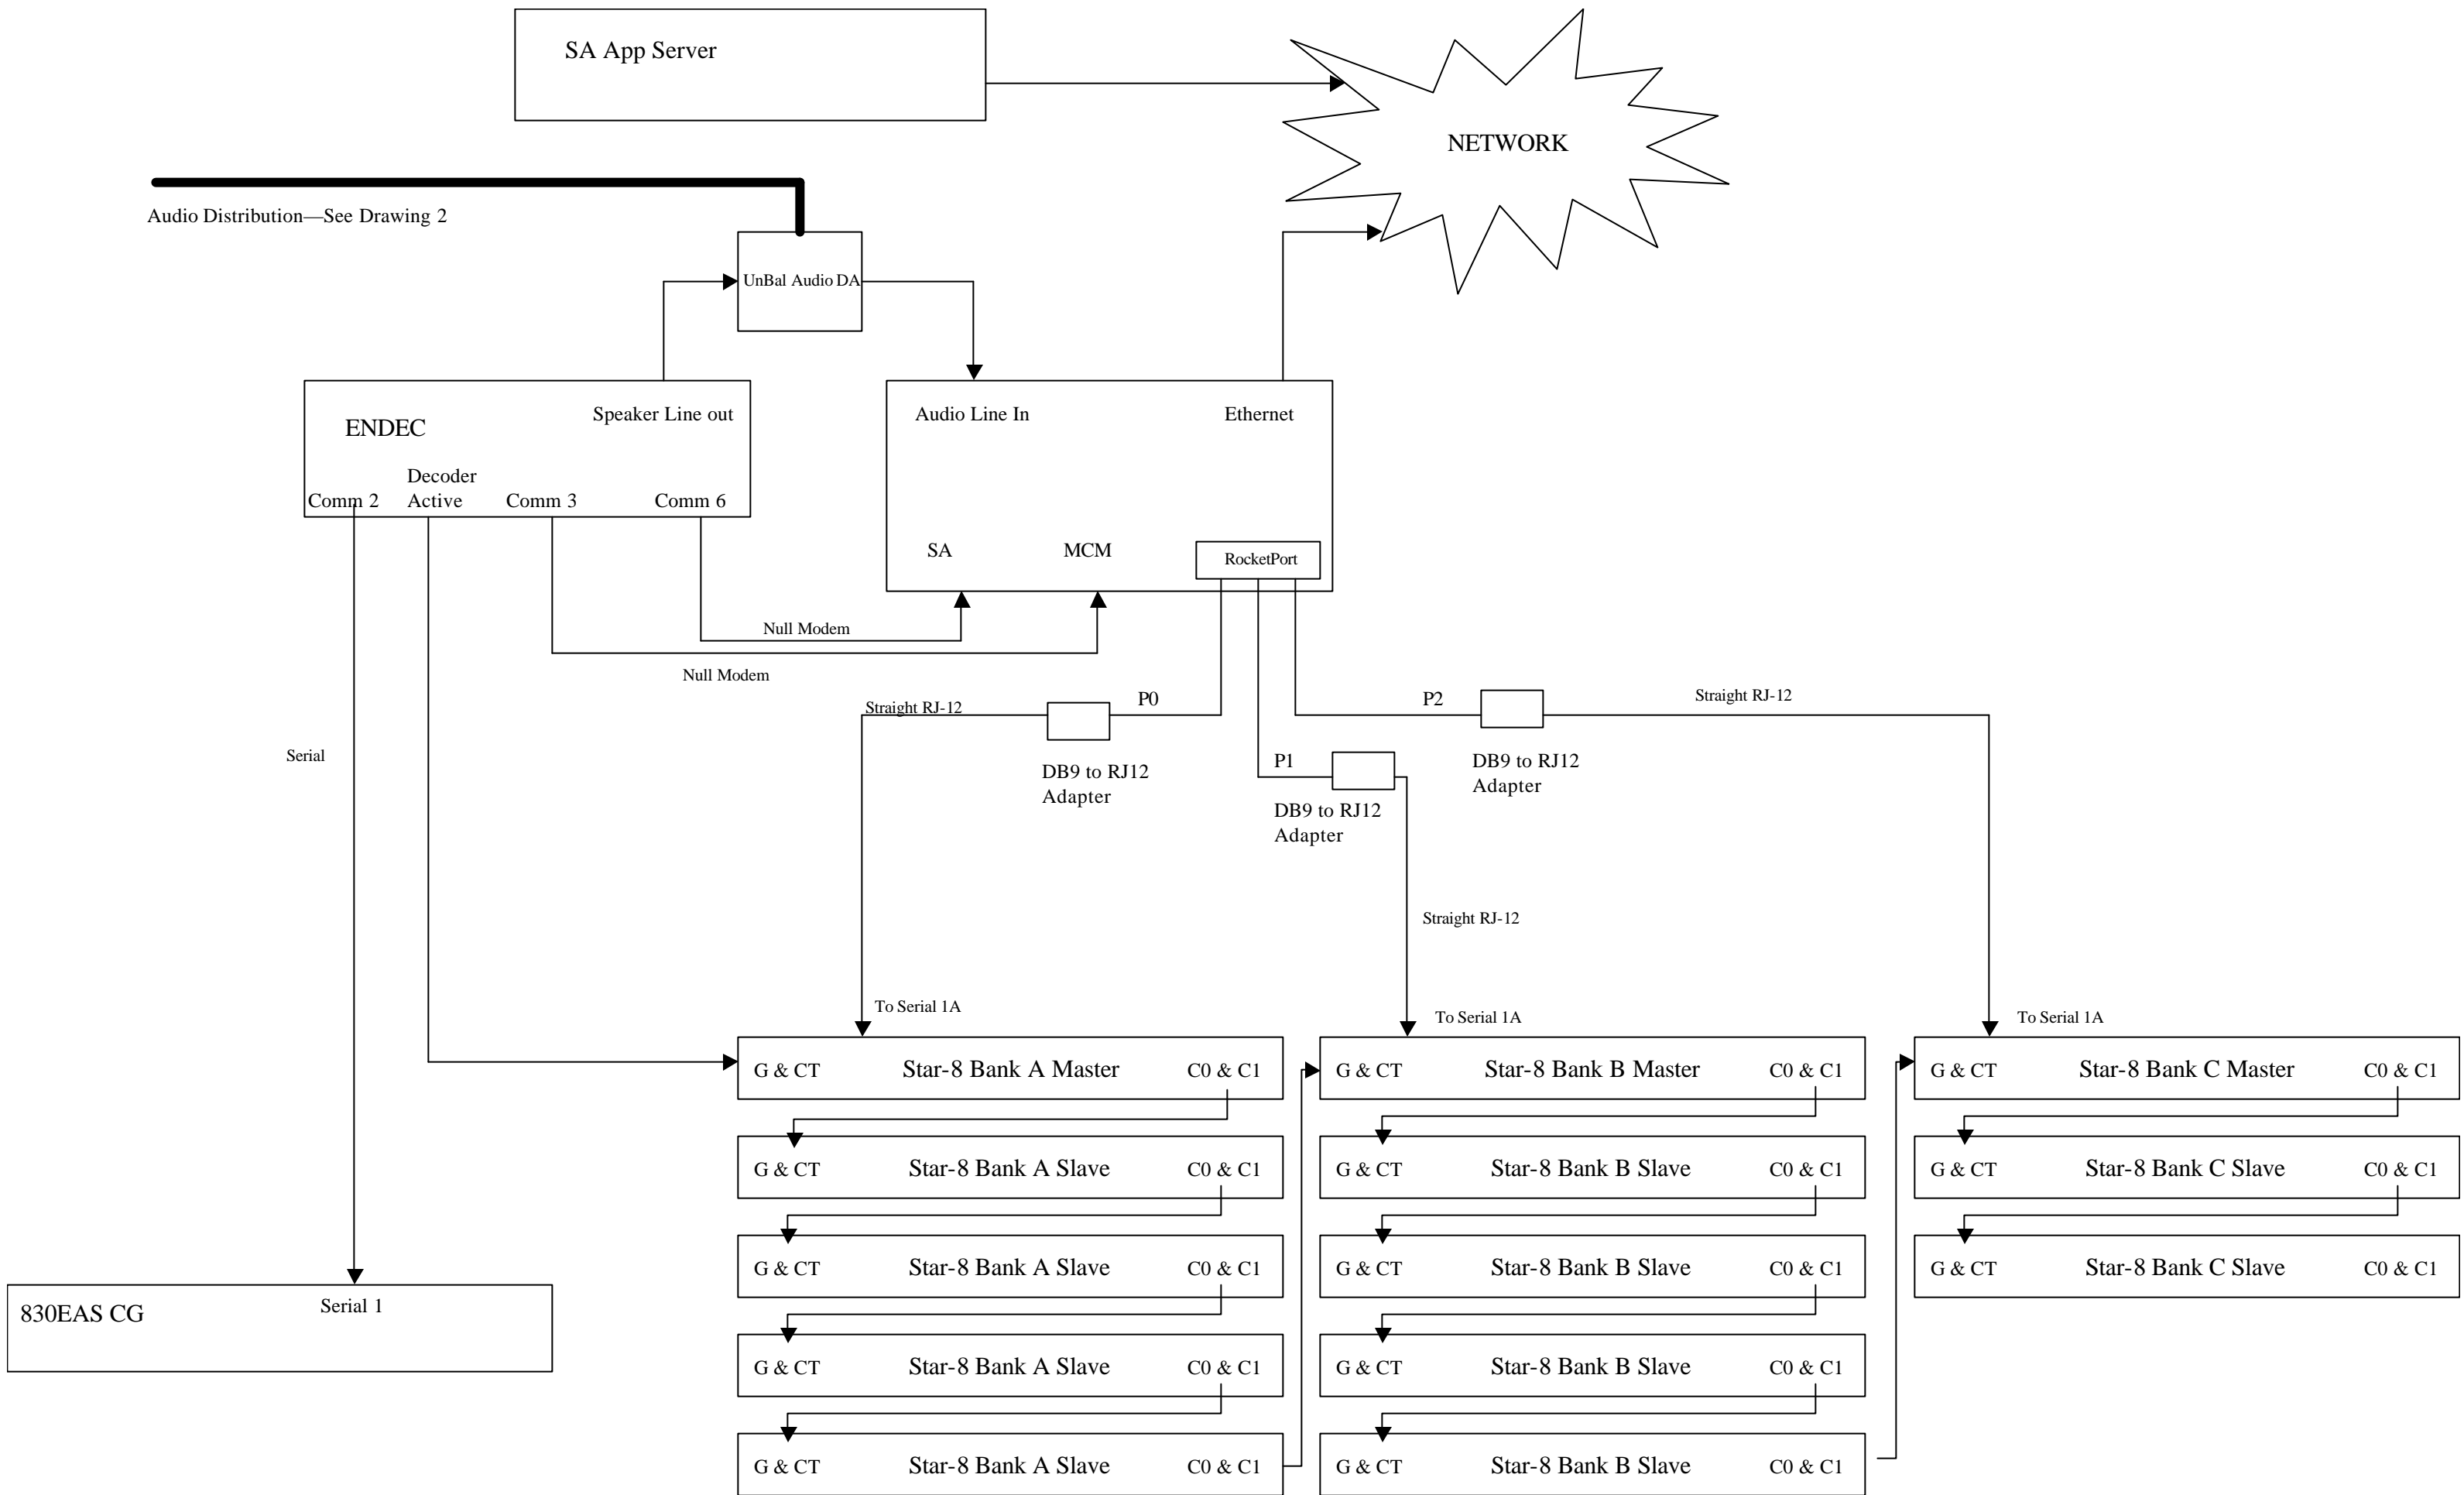 SA App Server
NETWORK
Audio Distribution—See Drawing 2
UnBal Audio DA
ENDEC
Speaker Line out
Comm 2
Decoder
Active
Comm 3
Comm 6
Audio Line In
Ethernet
SA
MCM
RocketPort
Null Modem
Null Modem
Straight RJ-12
P0
DB9 to RJ12
Adapter
P1
DB9 to RJ12
Adapter
P2
DB9 to RJ12
Adapter
Straight RJ-12
Serial
Straight RJ-12
To Serial 1A
To Serial 1A
To Serial 1A
G & CT Star-8 Bank A Master C0 & C1
G & CT Star-8 Bank B Master C0 & C1
G & CT Star-8 Bank C Master C0 & C1
G & CT Star-8 Bank A Slave C0 & C1
G & CT Star-8 Bank B Slave C0 & C1
G & CT Star-8 Bank C Slave C0 & C1
G & CT Star-8 Bank A Slave C0 & C1
G & CT Star-8 Bank B Slave C0 & C1
G & CT Star-8 Bank C Slave C0 & C1
830EAS CG
Serial 1
G & CT Star-8 Bank A Slave C0 & C1
G & CT Star-8 Bank B Slave C0 & C1
G & CT Star-8 Bank A Slave C0 & C1
G & CT Star-8 Bank B Slave C0 & C1